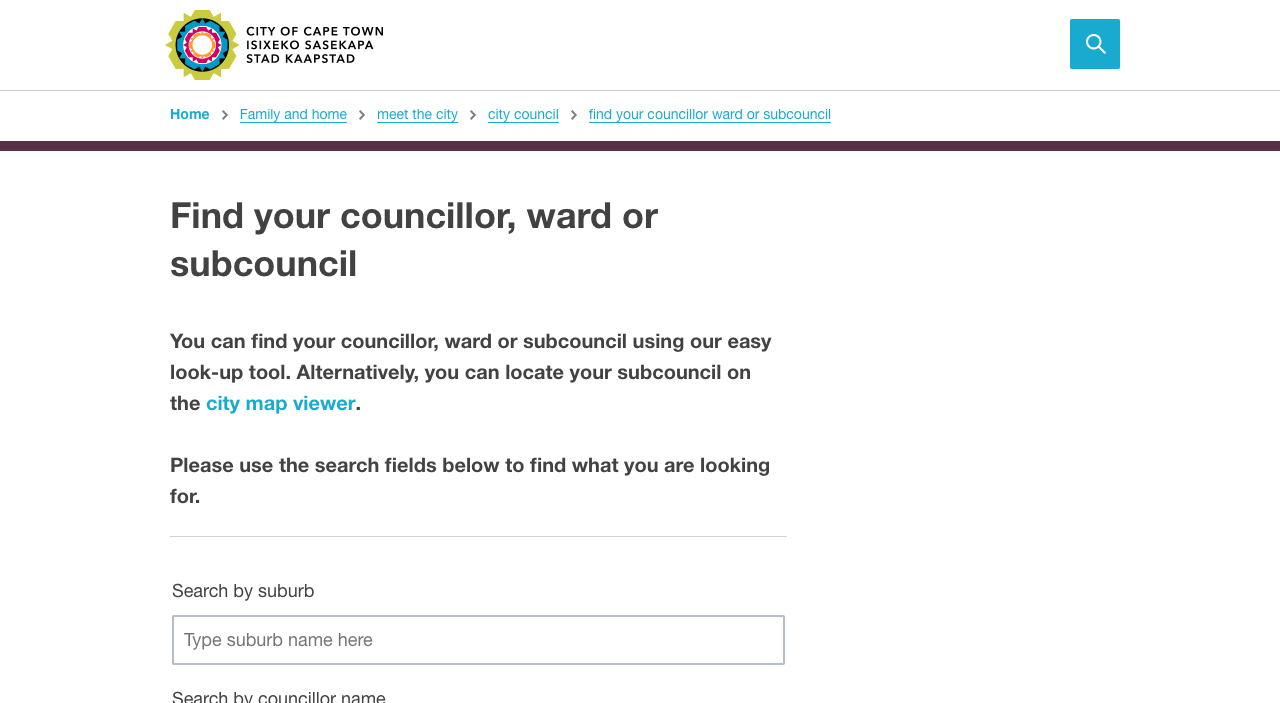 CITY OF CAPE TOWN
ISIXEKO SASEKAPA
STAD KAAPSTAD
Home
Family and home
meet the city
city council
find your councillor ward or subcouncil
Find your councillor, ward or
subcouncil
You can find your councillor, ward or subcouncil using our easy
look-up tool. Alternatively, you can locate your subcouncil on
the city map viewer.
Please use the search fields below to find what you are looking
for.
Search by suburb
Type suburb name here
Search by councillor name